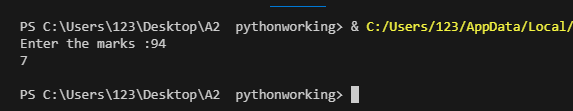 PS C:\Users\123\Desktop\A2  pythonworking> & C:/Users/123/AppData/Local/
Enter the marks :94
7
PS C:\Users\123\Desktop\A2  pythonworking>